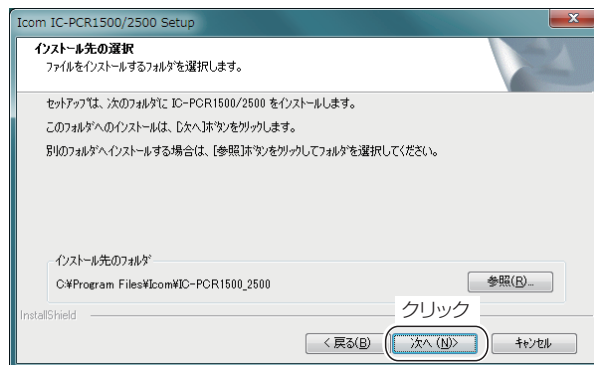 Icom IC-PCR1500/2500 Setup
インストール先の選択
ファイルをインストールするフォルダを選択します。
セットアップは、次のフォルダに IC-PCR1500/2500 をインストールします。
このフォルダへのインストールは、[次へ]ボタンをクリックします。
別のフォルダへインストールする場合は、[参照]ボタンをクリックしてフォルダを選択してください。
インストール先のフォルダ
C:¥Program Files¥Icom¥IC-PCR1500_2500
参照(R)...
クリック
InstallShield
< 戻る(B)
次へ (N)>
キャンセル